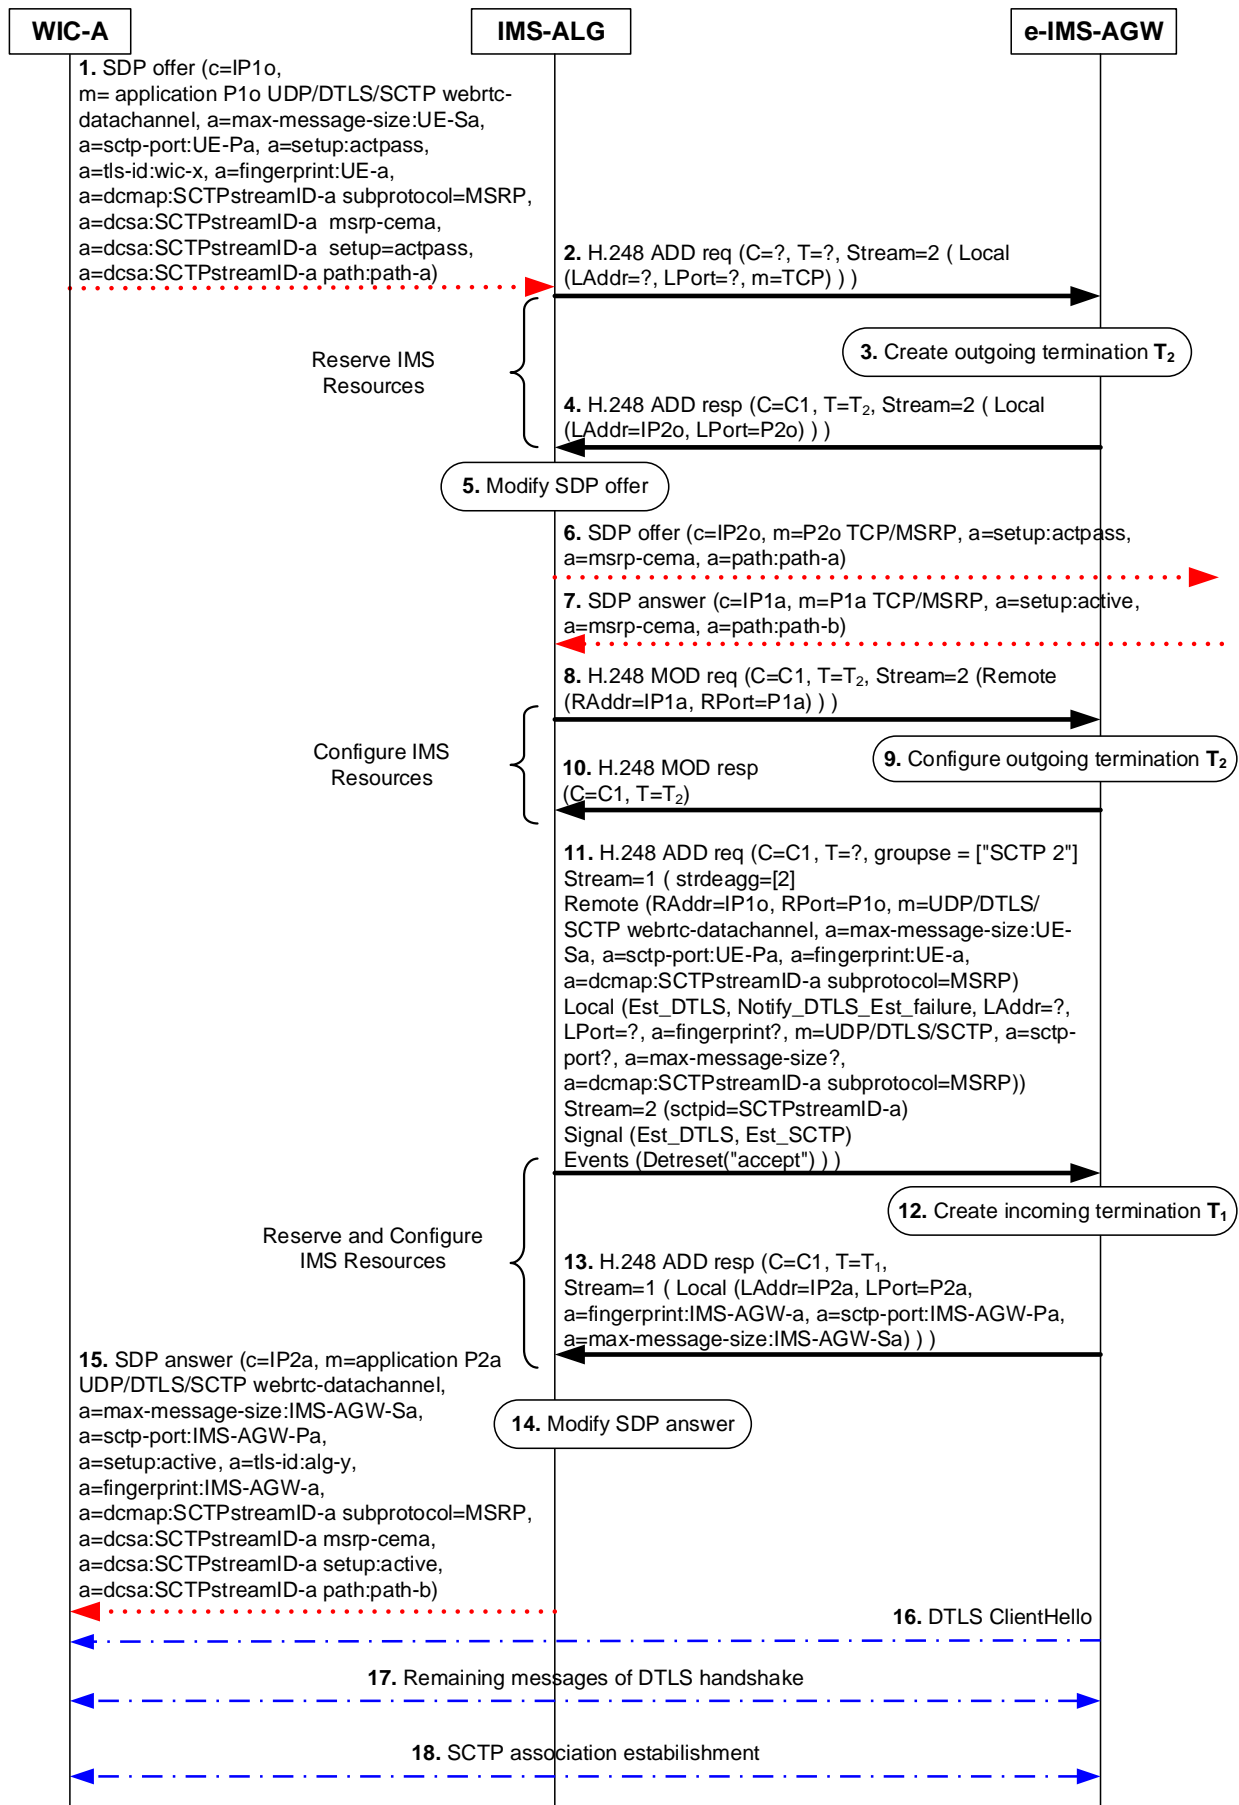 WIC-A
IMS-ALG
e-IMS-AGW
1. SDP offer (c=IP1o,
m= application P1o UDP/DTLS/SCTP webrtc-
datachannel, a=max-message-size:UE-Sa,
a=sctp-port:UE-Pa, a=setup:actpass,
a=tls-id:wic-x, a=fingerprint:UE-a,
a=dcmap:SCTPstreamID-a subprotocol=MSRP,
a=dcsa:SCTPstreamID-a  msrp-cema,
a=dcsa:SCTPstreamID-a  setup=actpass,
a=dcsa:SCTPstreamID-a path:path-a)
2. H.248 ADD req (C=?, T=?, Stream=2 ( Local
(LAddr=?, LPort=?, m=TCP) ) )
3. Create outgoing termination T2
Reserve IMS
Resources
4. H.248 ADD resp (C=C1, T=T2, Stream=2 ( Local
(LAddr=IP2o, LPort=P2o) ) )
5. Modify SDP offer
6. SDP offer (c=IP2o, m=P2o TCP/MSRP, a=setup:actpass,
a=msrp-cema, a=path:path-a)
7. SDP answer (c=IP1a, m=P1a TCP/MSRP, a=setup:active,
a=msrp-cema, a=path:path-b)
8. H.248 MOD req (C=C1, T=T2, Stream=2 (Remote
(RAddr=IP1a, RPort=P1a) ) )
9. Configure outgoing termination T2
Configure IMS
Resources
10. H.248 MOD resp
(C=C1, T=T2)
11. H.248 ADD req (C=C1, T=?, groupse = ["SCTP 2"]
Stream=1 ( strdeagg=[2]
Remote (RAddr=IP1o, RPort=P1o, m=UDP/DTLS/
SCTP webrtc-datachannel, a=max-message-size:UE-
Sa, a=sctp-port:UE-Pa, a=fingerprint:UE-a,
a=dcmap:SCTPstreamID-a subprotocol=MSRP)
Local (Est_DTLS, Notify_DTLS_Est_failure, LAddr=?,
LPort=?, a=fingerprint?, m=UDP/DTLS/SCTP, a=sctp-
port?, a=max-message-size?,
a=dcmap:SCTPstreamID-a subprotocol=MSRP))
Stream=2 (sctpid=SCTPstreamID-a)
Signal (Est_DTLS, Est_SCTP)
Events (Detreset("accept") ) )
12. Create incoming termination T1
Reserve and Configure
IMS Resources
13. H.248 ADD resp (C=C1, T=T1,
Stream=1 ( Local (LAddr=IP2a, LPort=P2a,
a=fingerprint:IMS-AGW-a, a=sctp-port:IMS-AGW-Pa,
a=max-message-size:IMS-AGW-Sa) ) )
14. Modify SDP answer
15. SDP answer (c=IP2a, m=application P2a
UDP/DTLS/SCTP webrtc-datachannel,
a=max-message-size:IMS-AGW-Sa,
a=sctp-port:IMS-AGW-Pa,
a=setup:active, a=tls-id:alg-y,
a=fingerprint:IMS-AGW-a,
a=dcmap:SCTPstreamID-a subprotocol=MSRP,
a=dcsa:SCTPstreamID-a msrp-cema,
a=dcsa:SCTPstreamID-a setup:active,
a=dcsa:SCTPstreamID-a path:path-b)
16. DTLS ClientHello
17. Remaining messages of DTLS handshake
18. SCTP association estabilishment